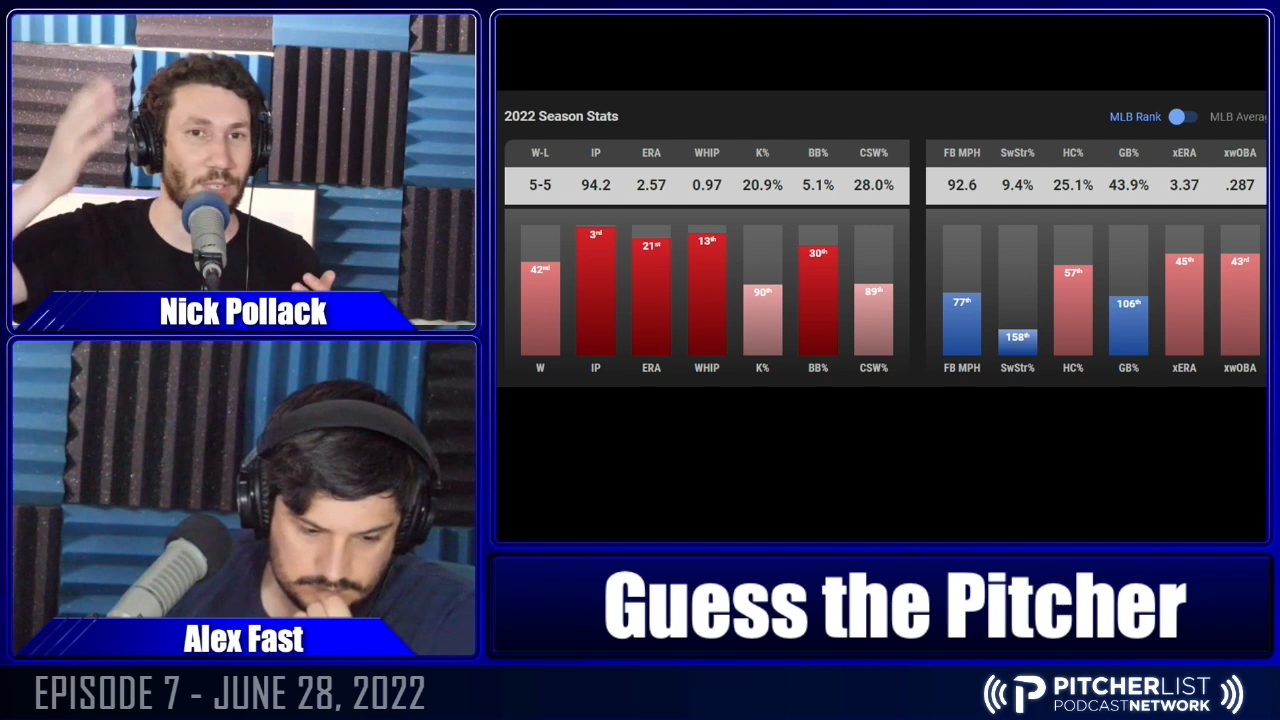 Nick Pollack
Alex Fast
2022 Season Stats
MLB Rank MLB Avera
W-L IP ERA WHIP K% BB% CSW% FB MPH SwStr% HC% GB% xERA xwOBA
5-5 94.2 2.57 0.97 20.9% 5.1% 28.0% 92.6 9.4% 25.1% 43.9% 3.37 .287
42nd 3rd 21st 13th 90th 30th 89th 77th 158th 57th 106th 45th 43rd
W IP ERA WHIP K% BB% CSW% FB MPH SwStr% HC% GB% xERA xwOBA
Guess the Pitcher
EPISODE 7 - JUNE 28, 2022
PITCHERLIST
PODCASTNETWORK